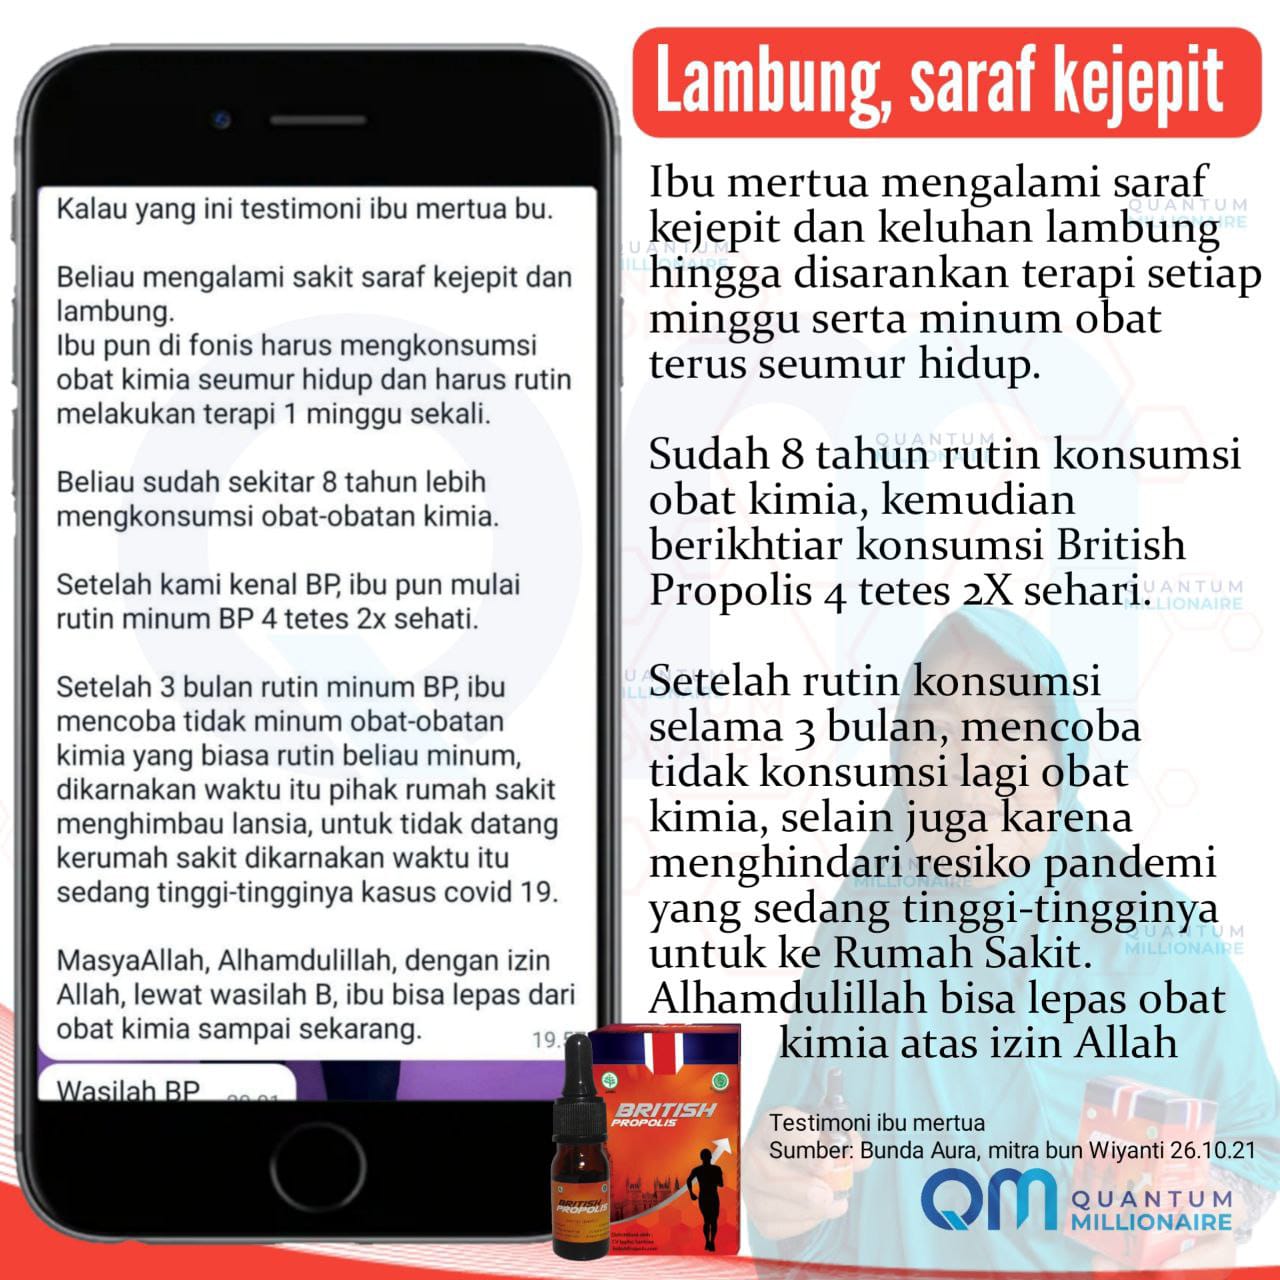 Kalau yang ini testimoni ibu mertua bu.
Beliau mengalami sakit saraf kejepit dan
lambung.
Ibu pun di fonis harus mengkonsumsi
obat kimia seumur hidup dan harus rutin
melakukan terapi 1 minggu sekali.
Beliau sudah sekitar 8 tahun lebih
mengkonsumsi obat-obatan kimia.
Setelah kami kenal BP, ibu pun mulai
rutin minum BP 4 tetes 2x sehati.
Setelah 3 bulan rutin minum BP, ibu
mencoba tidak minum obat-obatan
kimia yang biasa rutin beliau minum,
dikarnakan waktu itu pihak rumah sakit
menghimbau lansia, untuk tidak datang
kerumah sakit dikarnakan waktu itu
sedang tinggi-tingginya kasus covid 19.
MasyaAllah, Alhamdulillah, dengan izin
Allah, lewat wasilah B, ibu bisa lepas dari
obat kimia sampai sekarang.
Wasilah BP
Lambung, saraf kejepit
Ibu mertua mengalami saraf
kejepit dan keluhan lambung
hingga disarankan terapi setiap
minggu serta minum obat
terus seumur hidup.
Sudah 8 tahun rutin konsumsi
obat kimia, kemudian
berikhtiar konsumsi British
Propolis 4 tetes 2X sehari.
Setelah rutin konsumsi
selama 3 bulan, mencoba
tidak konsumsi lagi obat
kimia, selain juga karena
menghindari resiko pandemi
yang sedang tinggi-tingginya
untuk ke Rumah Sakit.
Alhamdulillah bisa lepas obat
kimia atas izin Allah
Testimoni ibu mertua
Sumber: Bunda Aura, mitra bun Wiyanti 26.10.21
QM QUANTUM
MILLIONAIRE
BRITISH
PROPOLIS
BRITISH
PROPOLIS